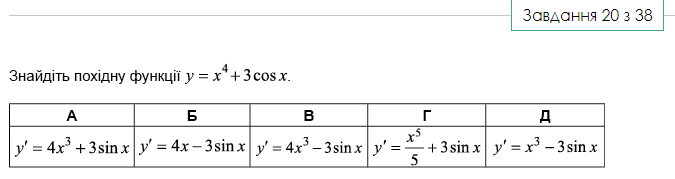 Завдання 20 з 38
Знайдіть похідну функції y = x⁴ + 3cos x.
А Б В Г Д
y′ = 4x³ + 3sin x y′ = 4x − 3sin x y′ = 4x³ − 3sin x y′ = x⁵/5 + 3sin x y′ = x³ − 3sin x